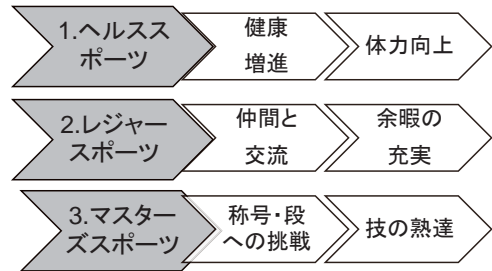 1.ヘルスス
ポーツ
健康
増進
体力向上
2.レジャー
スポーツ
仲間と
交流
余暇の
充実
3.マスター
ズスポーツ
称号・段
への挑戦
技の熟達